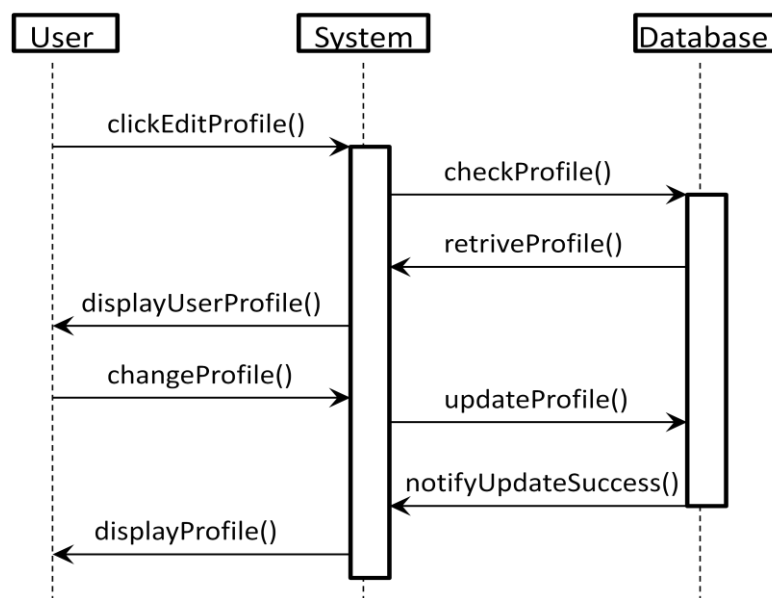 User
System
Database
clickEditProfile()
checkProfile()
retriveProfile()
displayUserProfile()
changeProfile()
updateProfile()
notifyUpdateSuccess()
displayProfile()